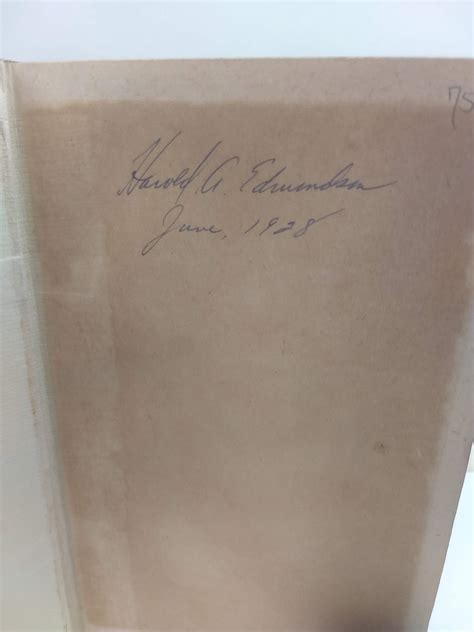 75
Harold A. Edmundson
June, 1928